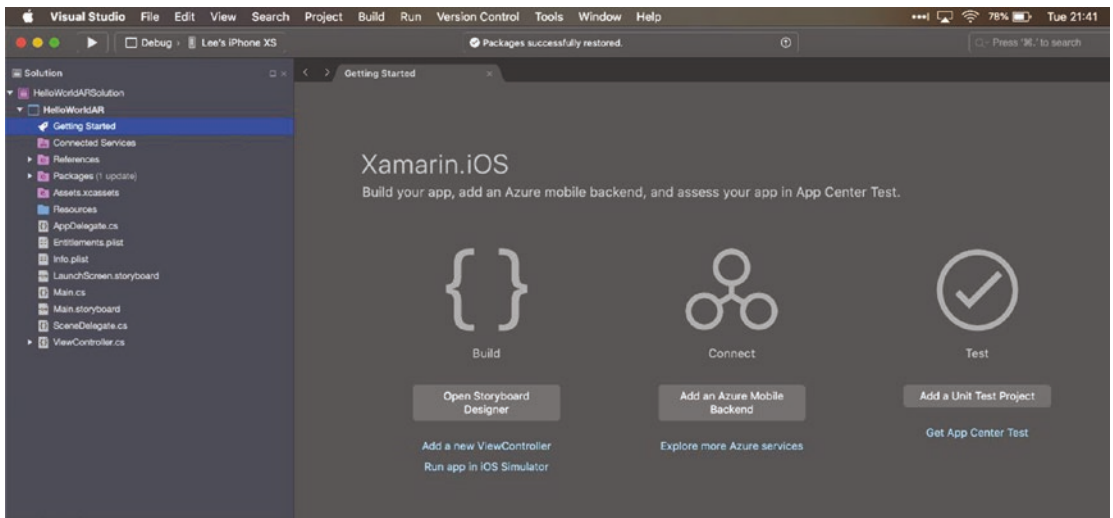 Visual Studio File Edit View Search Project Build Run Version Control Tools Window Help 78% Tue 21:41
Debug › Lee's iPhone XS Packages successfully restored. Press '⌘.' to search
Solution
Getting Started
HelloWorldARSolution
HelloWorldAR
Getting Started
Connected Services
References
Packages (1 update)
Assets.xcassets
Resources
AppDelegate.cs
Entitlements.plist
Info.plist
LaunchScreen.storyboard
Main.cs
Main.storyboard
SceneDelegate.cs
ViewController.cs
Xamarin.iOS
Build your app, add an Azure mobile backend, and assess your app in App Center Test.
{ }
Build
Open Storyboard
Designer
Add a new ViewController
Run app in iOS Simulator
Connect
Add an Azure Mobile
Backend
Explore more Azure services
Test
Add a Unit Test Project
Get App Center Test